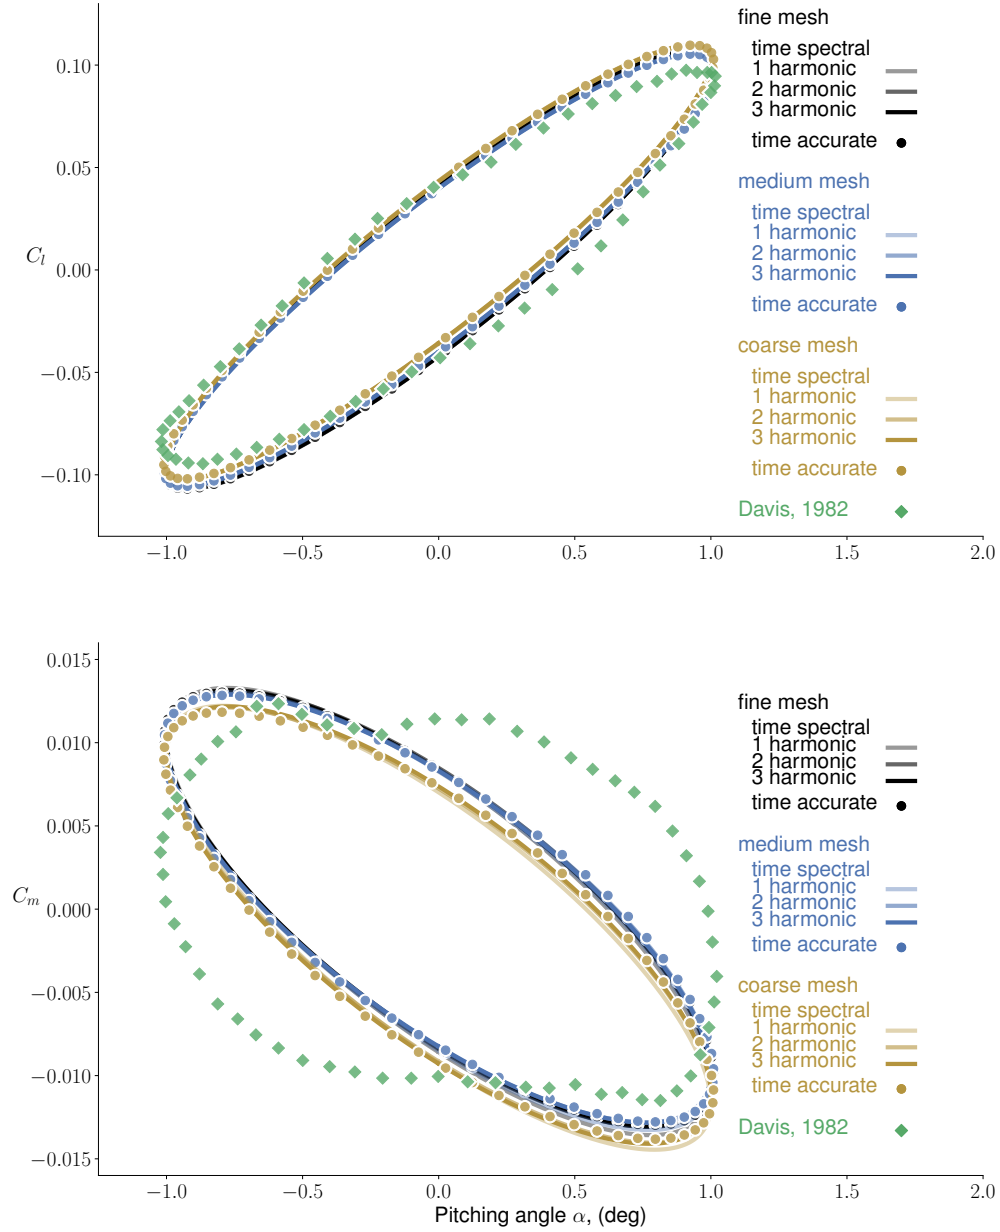 fine mesh
time spectral
1 harmonic
2 harmonic
3 harmonic
time accurate
medium mesh
time spectral
1 harmonic
2 harmonic
3 harmonic
time accurate
coarse mesh
time spectral
1 harmonic
2 harmonic
3 harmonic
time accurate
Davis, 1982
0.10
0.05
0.00
−0.05
−0.10
C_l
−1.0 −0.5 0.0 0.5 1.0 1.5 2.0
fine mesh
time spectral
1 harmonic
2 harmonic
3 harmonic
time accurate
medium mesh
time spectral
1 harmonic
2 harmonic
3 harmonic
time accurate
coarse mesh
time spectral
1 harmonic
2 harmonic
3 harmonic
time accurate
Davis, 1982
0.015
0.010
0.005
0.000
−0.005
−0.010
−0.015
C_m
−1.0 −0.5 0.0 0.5 1.0 1.5 2.0
Pitching angle α, (deg)